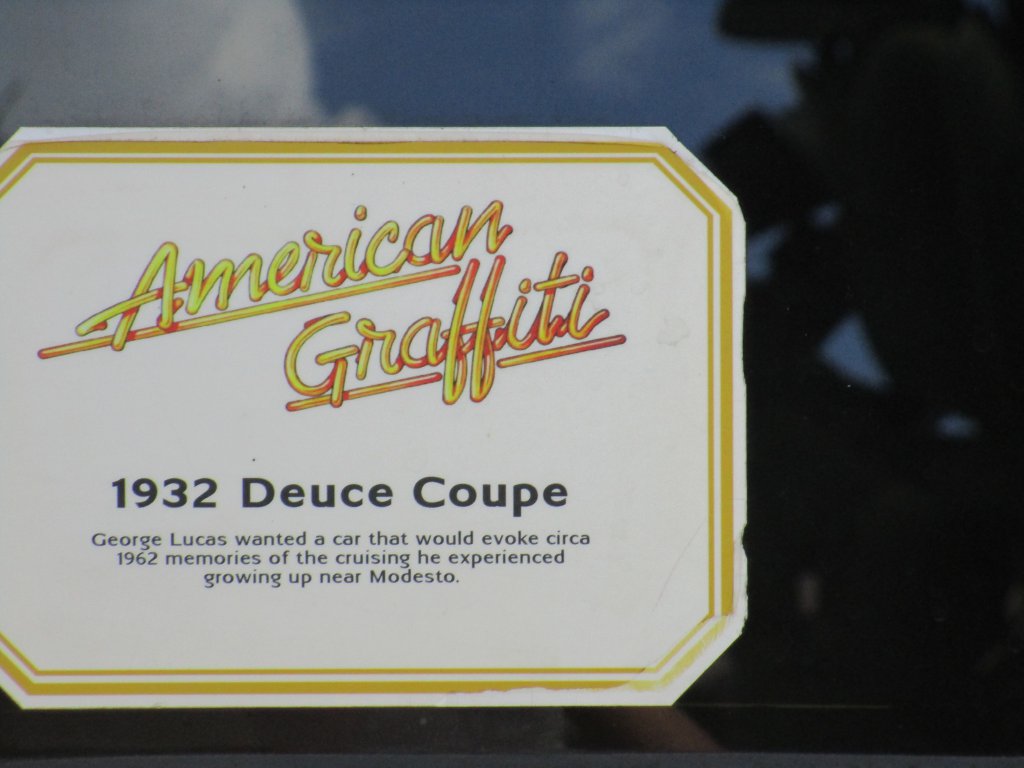 American
Graffiti
1932 Deuce Coupe
George Lucas wanted a car that would evoke circa
1962 memories of the cruising he experienced
growing up near Modesto.